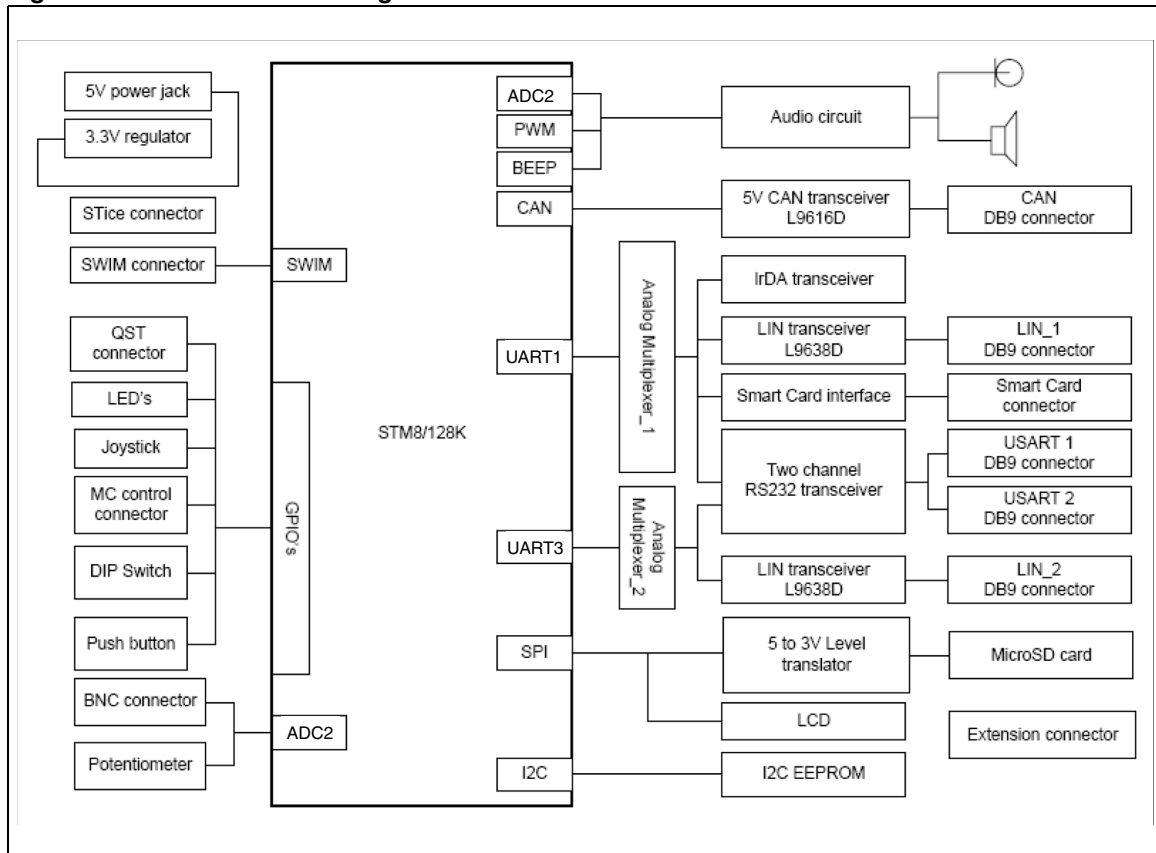 5V power jack
3.3V regulator
STice connector
SWIM connector
SWIM
QST
connector
LED's
Joystick
MC control
connector
DIP Switch
Push button
GPIO's
BNC connector
Potentiometer
ADC2
STM8/128K
ADC2
PWM
BEEP
CAN
UART1
UART3
SPI
I2C
Audio circuit
5V CAN transceiver
L9616D
CAN
DB9 connector
Analog Multiplexer_1
IrDA transceiver
LIN transceiver
L9638D
LIN_1
DB9 connector
Smart Card interface
Smart Card
connector
Two channel
RS232 transceiver
USART 1
DB9 connector
USART 2
DB9 connector
Analog
Multiplexer_2
LIN transceiver
L9638D
LIN_2
DB9 connector
5 to 3V Level
translator
MicroSD card
LCD
Extension connector
I2C EEPROM